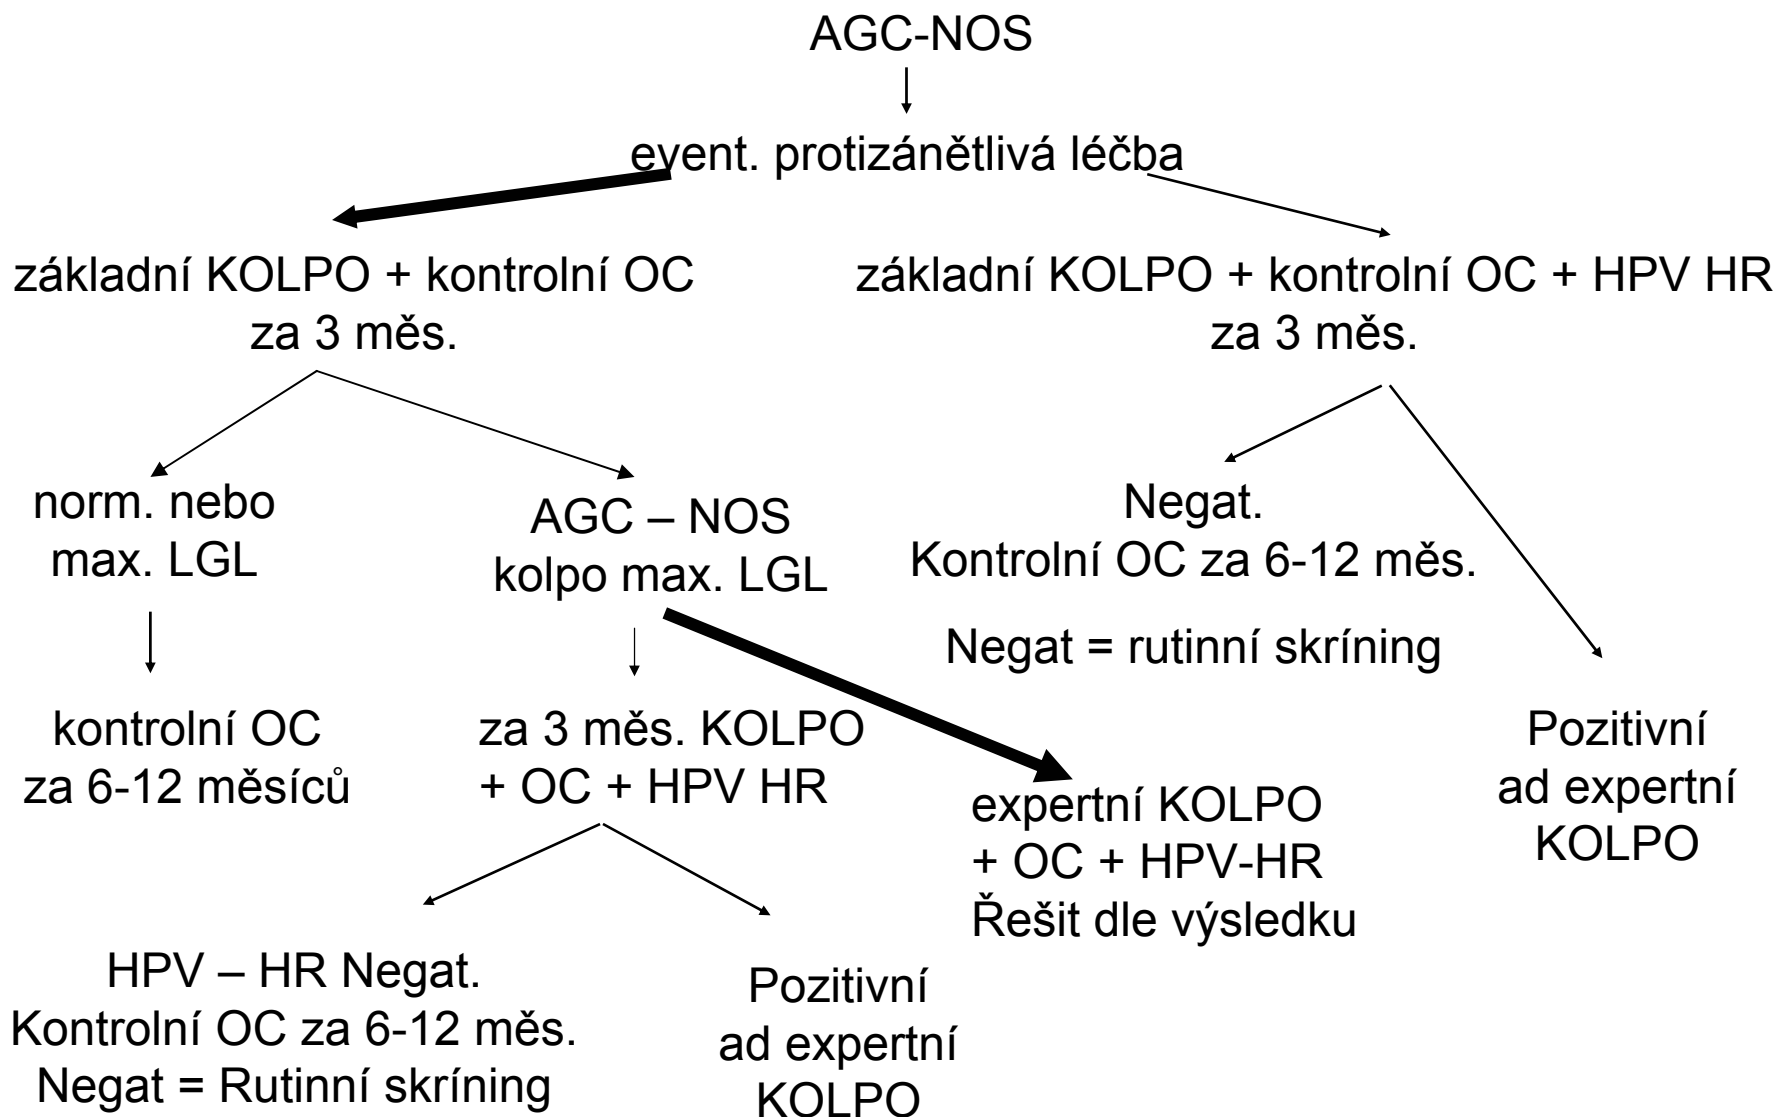 AGC-NOS
event. protizánětlivá léčba
základní KOLPO + kontrolní OC
za 3 měs.
základní KOLPO + kontrolní OC + HPV HR
za 3 měs.
norm. nebo
max. LGL
AGC – NOS
kolpo max. LGL
Negat.
Kontrolní OC za 6-12 měs.
Negat = rutinní skríning
kontrolní OC
za 6-12 měsíců
za 3 měs. KOLPO
+ OC + HPV HR
expertní KOLPO
+ OC + HPV-HR
Řešit dle výsledku
Pozitivní
ad expertní
KOLPO
HPV – HR Negat.
Kontrolní OC za 6-12 měs.
Negat = Rutinní skríning
Pozitivní
ad expertní
KOLPO